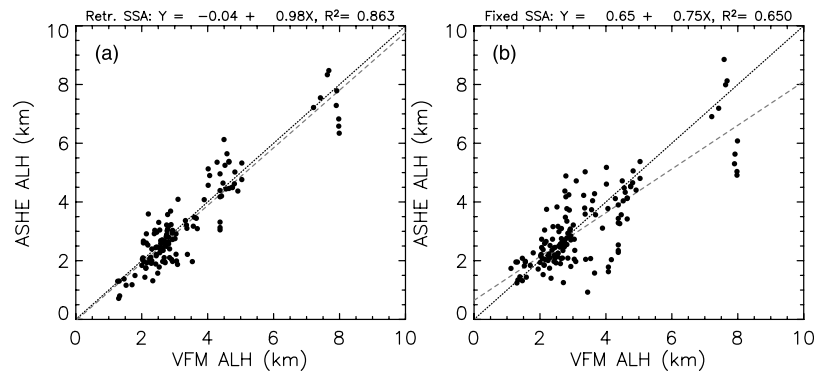 Retr. SSA: Y = −0.04 + 0.98X, R²= 0.863
(a)
10
8
6
4
2
0
ASHE ALH (km)
0 2 4 6 8 10
VFM ALH (km)
Fixed SSA: Y = 0.65 + 0.75X, R²= 0.650
(b)
10
8
6
4
2
0
ASHE ALH (km)
0 2 4 6 8 10
VFM ALH (km)